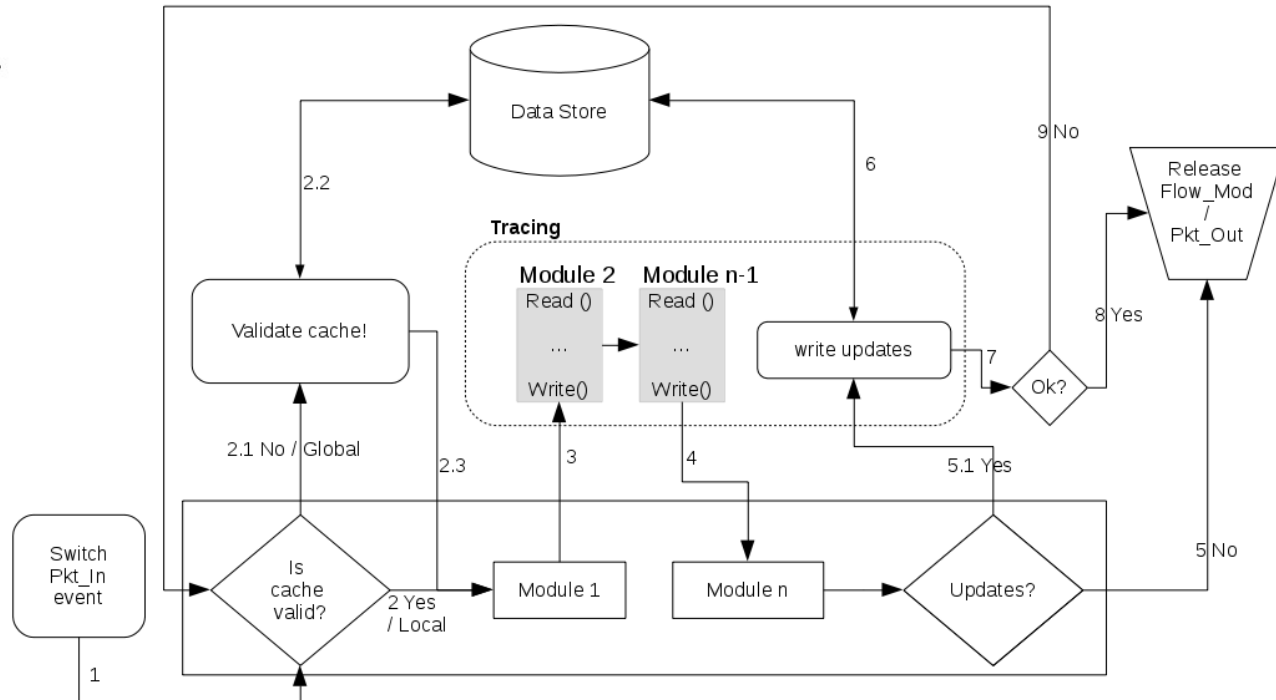 Data Store
9 No
Release
Flow_Mod
/
Pkt_Out
2.2
6
Tracing
Module 2
Module n-1
Read ()
...
Write()
Read ()
...
Write()
Validate cache!
write updates
7
8 Yes
Ok?
2.1 No / Global
2.3
3
4
5.1 Yes
5 No
Switch
Pkt_In
event
Is
cache
valid?
2 Yes
/ Local
Module 1
Module n
Updates?
1